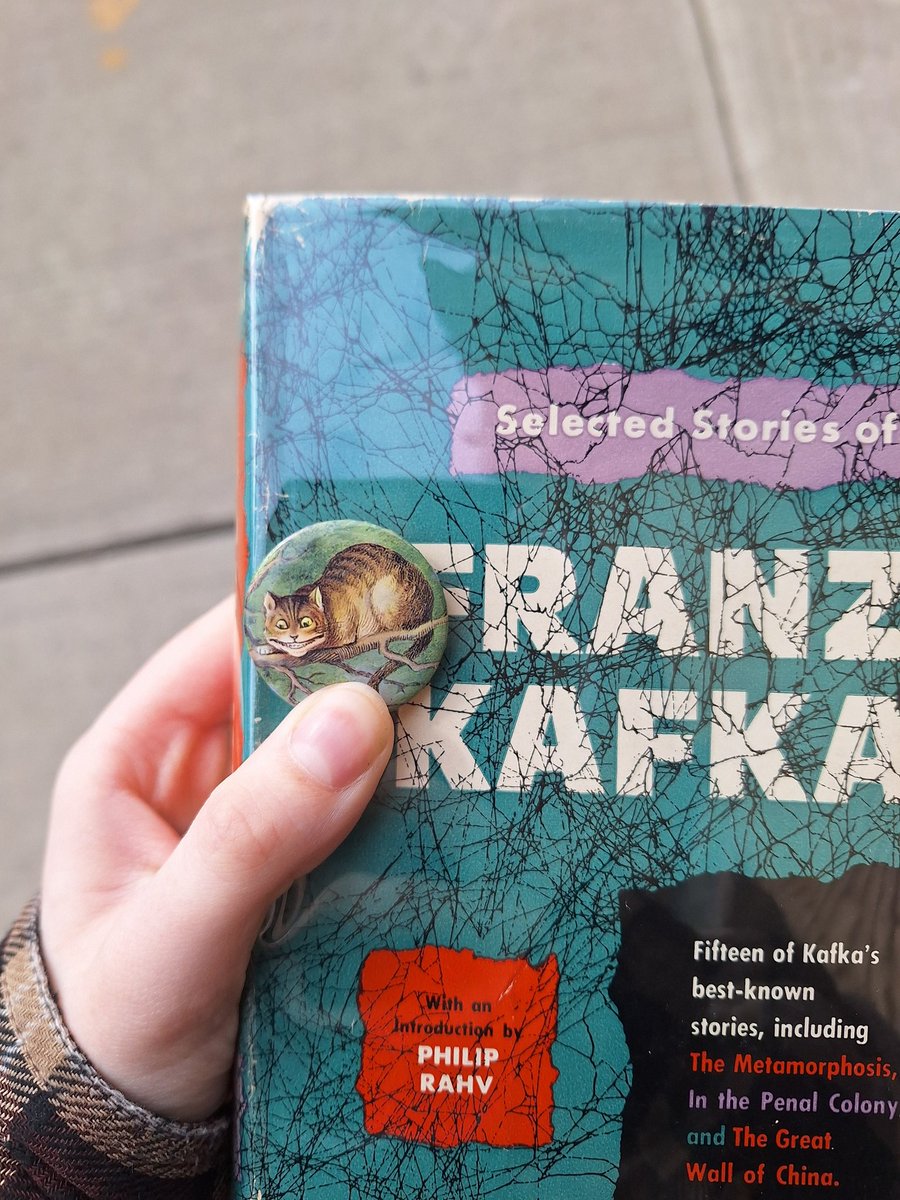 Selected Stories of
FRANZ
KAFKA
With an
Introduction by
PHILIP
RAHV
Fifteen of Kafka's
best-known
stories, including
The Metamorphosis,
In the Penal Colony
and The Great
Wall of China.